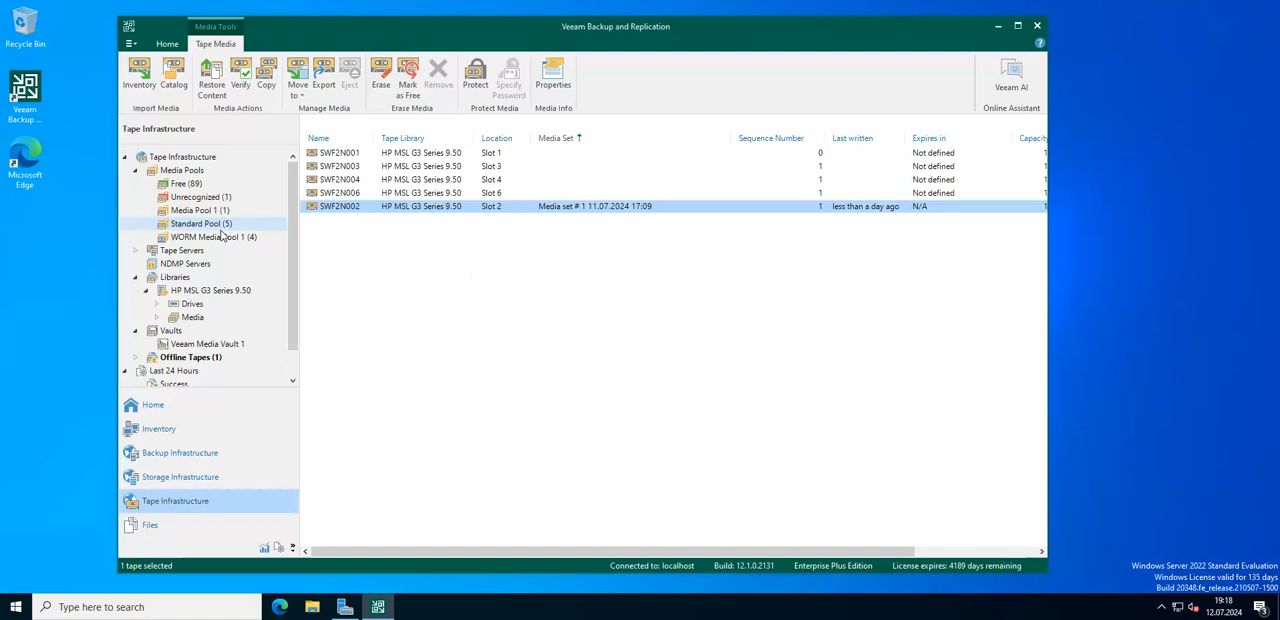 Recycle Bin
Veeam
Backup ...
Microsoft
Edge
Media Tools
Veeam Backup and Replication
Home
Tape Media
Inventory
Catalog
Import Media
Restore
Content
Verify
Copy
Media Actions
Move
to
Export
Eject
Manage Media
Erase
Mark
as Free
Remove
Erase Media
Protect
Specify
Password
Protect Media
Properties
Media Info
Veeam AI
Online Assistant
Tape Infrastructure
Tape Infrastructure
Media Pools
Free (89)
Unrecognized (1)
Media Pool 1 (1)
Standard Pool (5)
WORM Media Pool 1 (4)
Tape Servers
NDMP Servers
Libraries
HP MSL G3 Series 9.50
Drives
Media
Vaults
Veeam Media Vault 1
Offline Tapes (1)
Last 24 Hours
Success
Home
Inventory
Backup Infrastructure
Storage Infrastructure
Tape Infrastructure
Files
Name Tape Library Location Media Set Sequence Number Last written Expires in Capacity
SWF2N001 HP MSL G3 Series 9.50 Slot 1 0 Not defined 1
SWF2N003 HP MSL G3 Series 9.50 Slot 3 1 Not defined 1
SWF2N004 HP MSL G3 Series 9.50 Slot 4 1 Not defined 1
SWF2N006 HP MSL G3 Series 9.50 Slot 6 1 Not defined 1
SWF2N002 HP MSL G3 Series 9.50 Slot 2 Media set # 1 11.07.2024 17:09 1 less than a day ago N/A 1
1 tape selected
Connected to: localhost
Build: 12.1.0.2131
Enterprise Plus Edition
License expires: 4189 days remaining
Windows Server 2022 Standard Evaluation
Windows License valid for 135 days
Build 20348.fe_release.210507-1500
Type here to search
19:18
12.07.2024
3